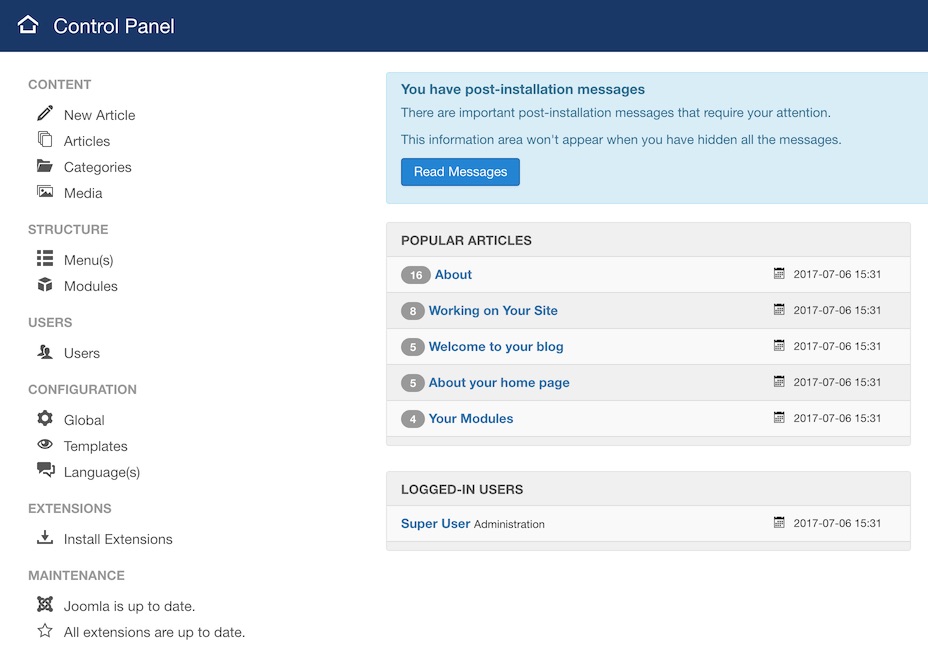 Control Panel
CONTENT
New Article
Articles
Categories
Media
STRUCTURE
Menu(s)
Modules
USERS
Users
CONFIGURATION
Global
Templates
Language(s)
EXTENSIONS
Install Extensions
MAINTENANCE
Joomla is up to date.
All extensions are up to date.
You have post-installation messages
There are important post-installation messages that require your attention.
This information area won't appear when you have hidden all the messages.
Read Messages
POPULAR ARTICLES
16 About 2017-07-06 15:31
8 Working on Your Site 2017-07-06 15:31
5 Welcome to your blog 2017-07-06 15:31
5 About your home page 2017-07-06 15:31
4 Your Modules 2017-07-06 15:31
LOGGED-IN USERS
Super User Administration 2017-07-06 15:31